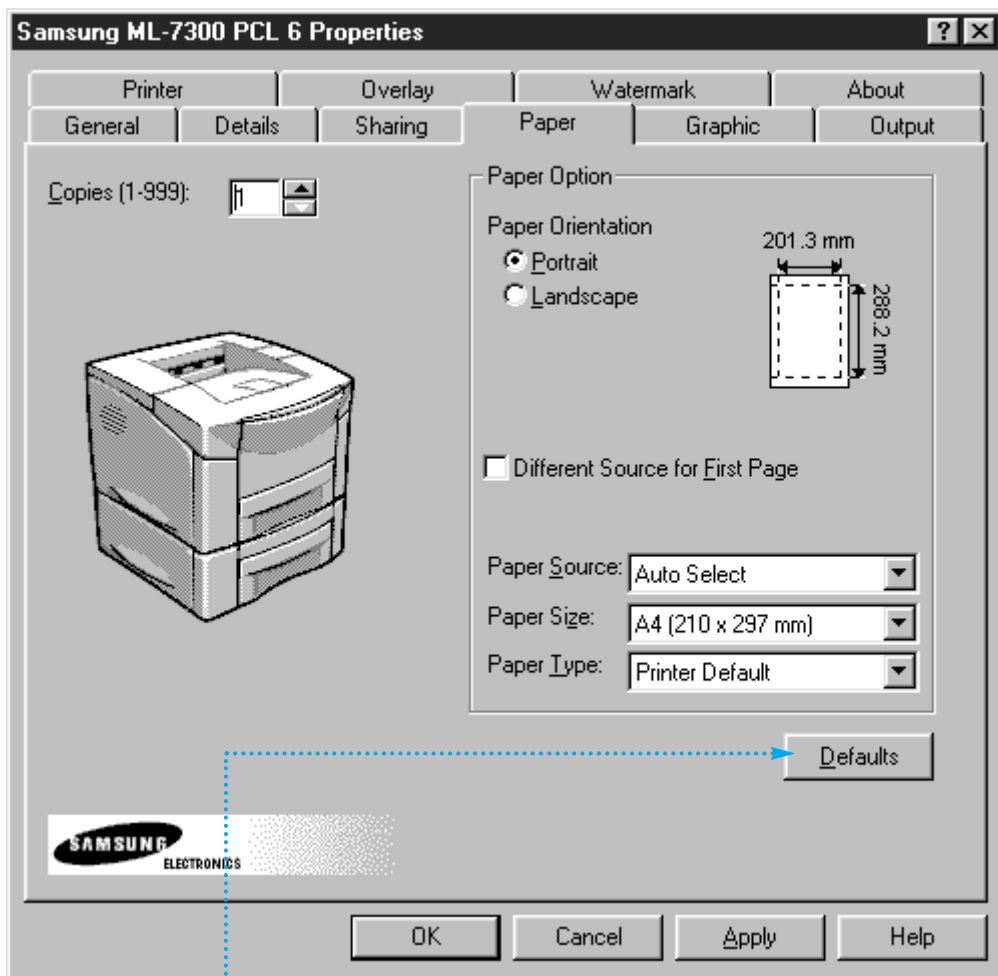 Samsung ML-7300 PCL 6 Properties
Printer Overlay Watermark About
General Details Sharing Paper Graphic Output
Copies (1-999): 1
Paper Option
Paper Orientation
Portrait
Landscape
201.3 mm
288.2 mm
Different Source for First Page
Paper Source: Auto Select
Paper Size: A4 (210 x 297 mm)
Paper Type: Printer Default
Defaults
SAMSUNG
ELECTRONICS
OK Cancel Apply Help